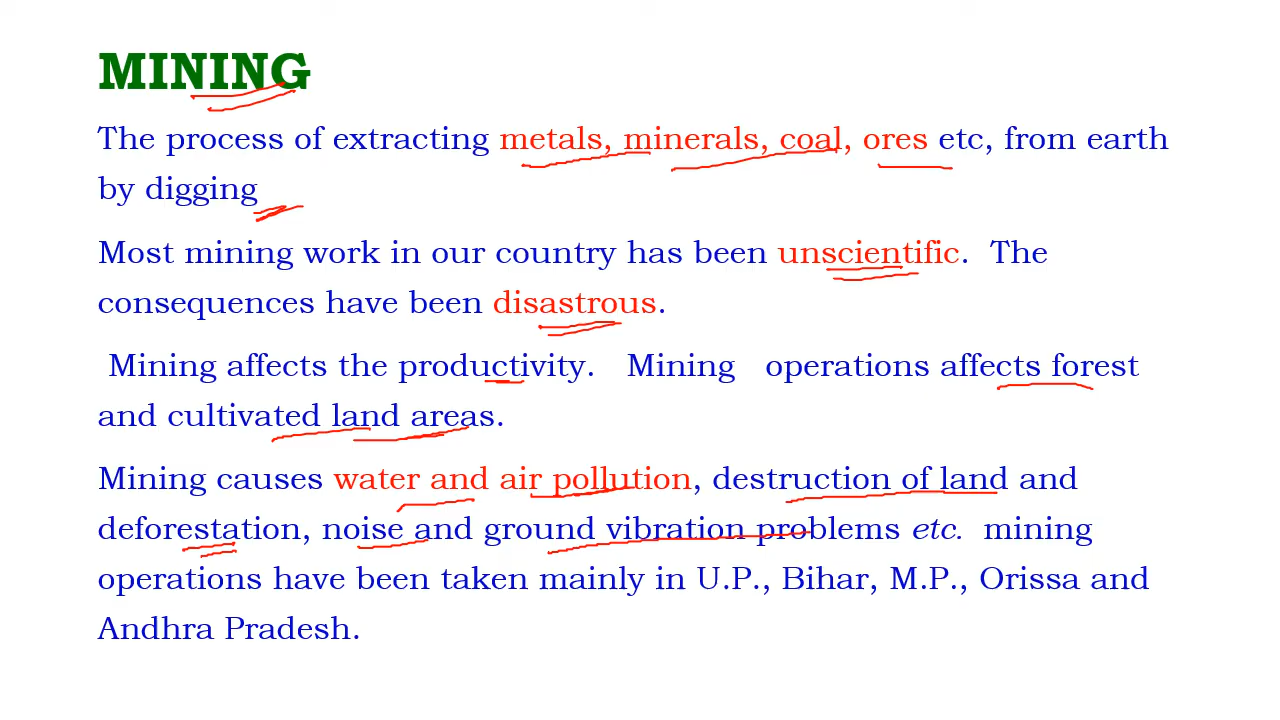 MINING
The process of extracting metals, minerals, coal, ores etc, from earth
by digging
Most mining work in our country has been unscientific. The
consequences have been disastrous.
Mining affects the productivity. Mining operations affects forest
and cultivated land areas.
Mining causes water and air pollution, destruction of land and
deforestation, noise and ground vibration problems etc. mining
operations have been taken mainly in U.P., Bihar, M.P., Orissa and
Andhra Pradesh.